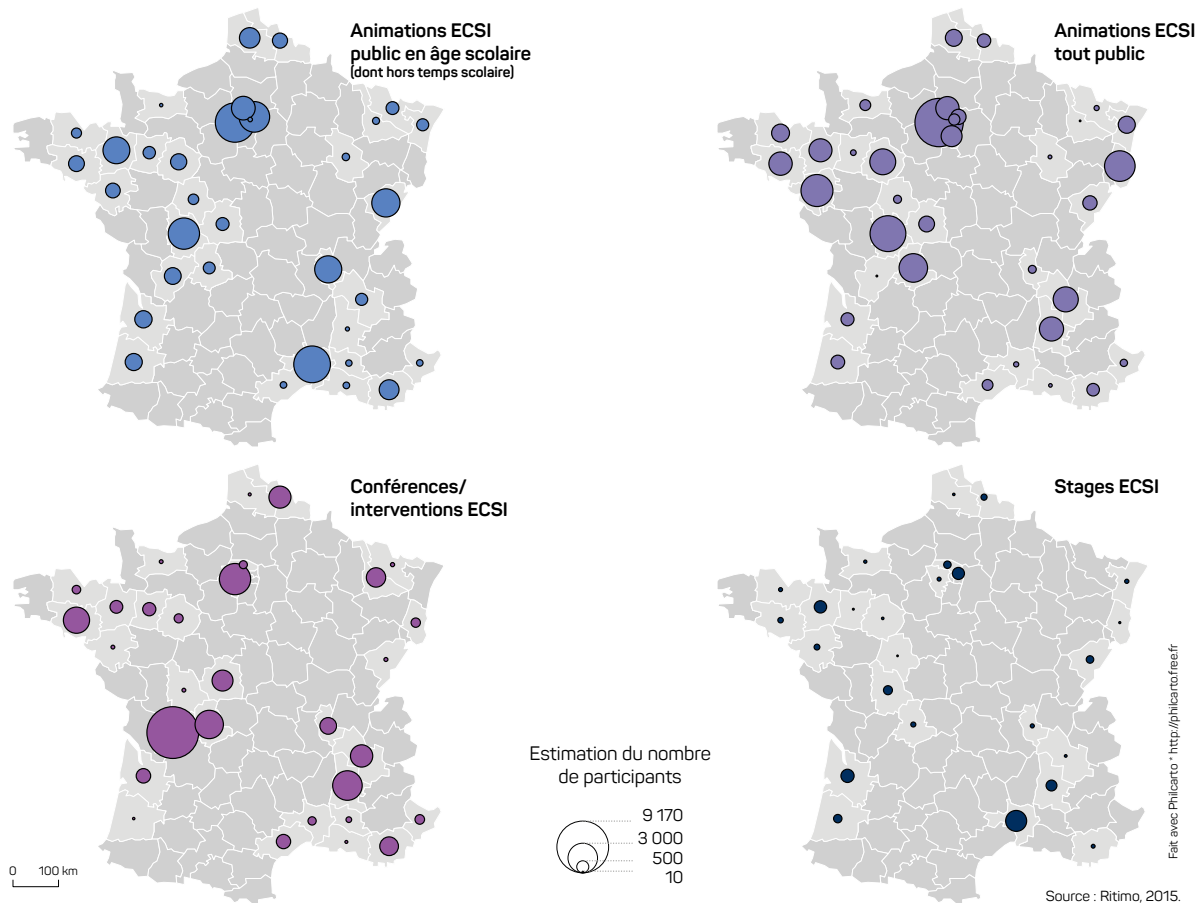 Animations ECSI
public en âge scolaire
(dont hors temps scolaire)
Animations ECSI
tout public
Conférences/
interventions ECSI
Stages ECSI
Estimation du nombre
de participants
9 170
3 000
500
10
0 100 km
Fait avec Philcarto * http://philcartofree.fr
Source : Ritimo, 2015.